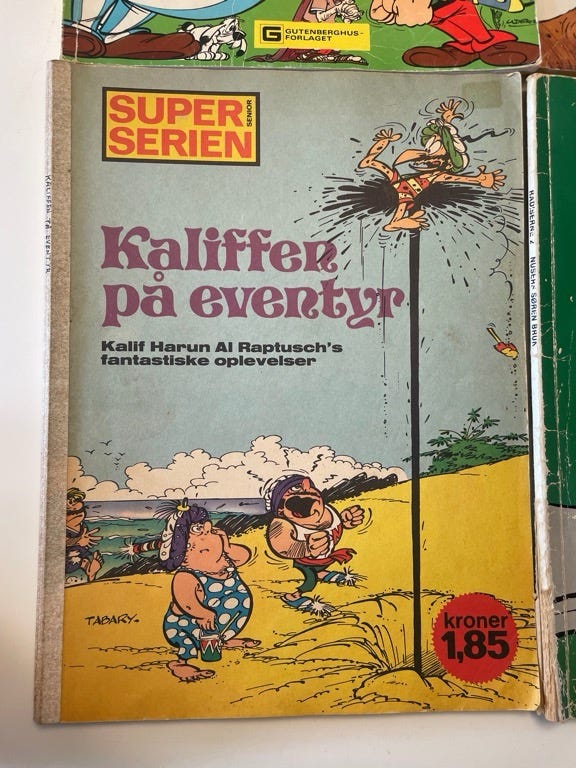 G GUTENBERGHUS-
FORLAGET
SUPER
SERIEN
SENIOR
Kaliffen
på eventyr
Kalif Harun Al Raptusch's
fantastiske oplevelser
TABARY.
kroner
1,85
KALIFFEN PÅ EVENTYR